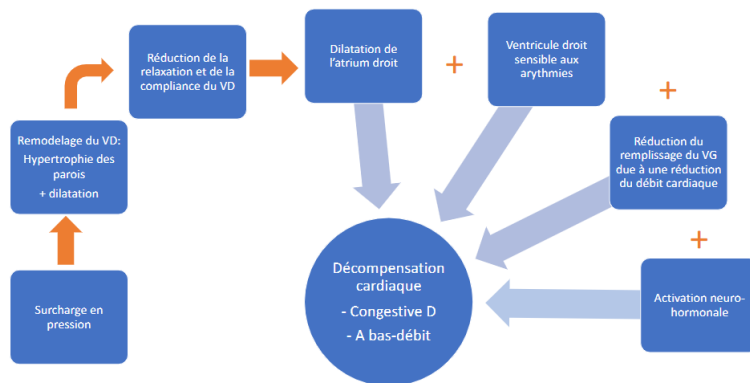 Surcharge en
pression
Remodelage du VD:
Hypertrophie des
parois
+ dilatation
Réduction de la
relaxation et de la
compliance du VD
Dilatation de
l'atrium droit
+
Ventricule droit
sensible aux
arythmies
+
Réduction du
remplissage du VG
due à une réduction
du débit cardiaque
+
Activation neuro-
hormonale
Décompensation
cardiaque
- Congestive D
- A bas-débit